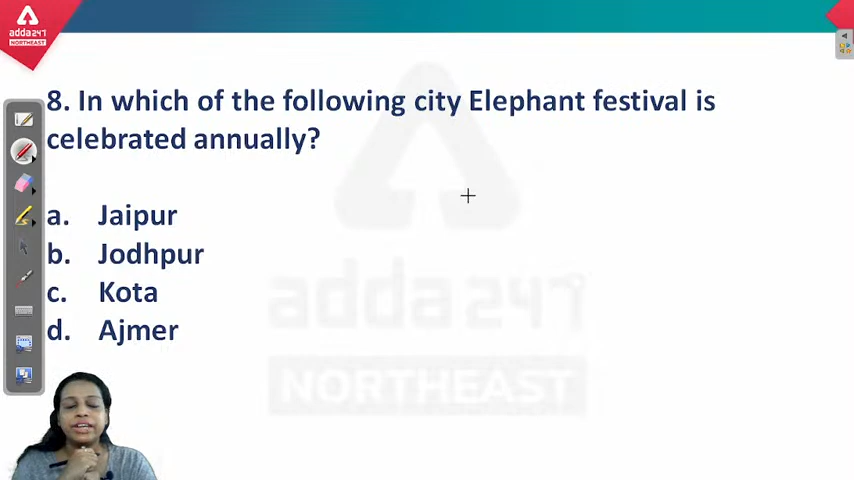 adda247
NORTHEAST
8. In which of the following city Elephant festival is
celebrated annually?
a. Jaipur
b. Jodhpur
c. Kota
d. Ajmer
adda247
NORTHEAST